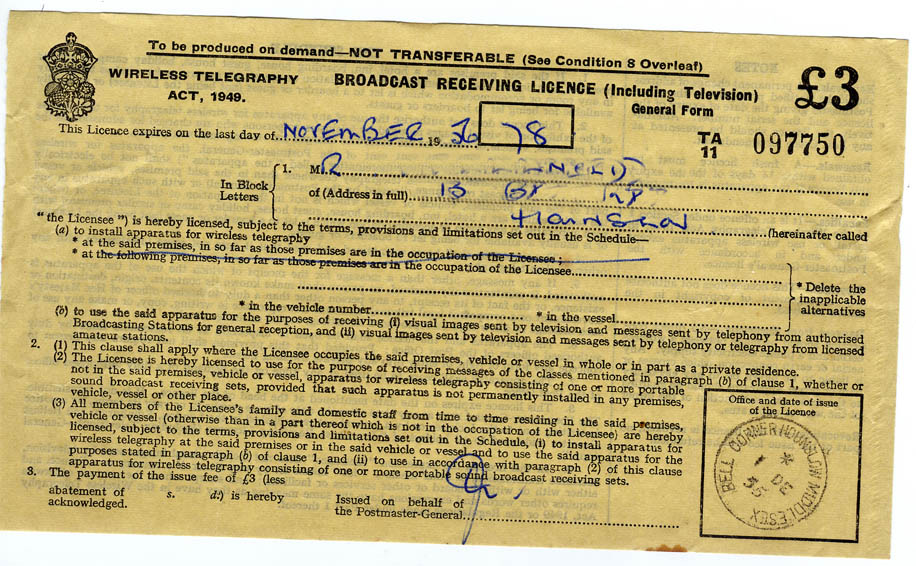 To be produced on demand—NOT TRANSFERABLE (See Condition 8 Overleaf)
WIRELESS TELEGRAPHY ACT, 1949.
BROADCAST RECEIVING LICENCE (Including Television)
General Form
£3
TA 11 097750
This Licence expires on the last day of NOVEMBER 1956 78
In Block Letters
1. MR
of (Address in full)
HOUNSLOW
(hereinafter called
"the Licensee") is hereby licensed, subject to the terms, provisions and limitations set out in the Schedule—
(a) to install apparatus for wireless telegraphy
* at the said premises, in so far as those premises are in the occupation of the Licensee;
* at the following premises, in so far as those premises are in the occupation of the Licensee
* in the vehicle number * in the vessel
* Delete the inapplicable alternatives
(b) to use the said apparatus for the purposes of receiving (i) visual images sent by television and messages sent by telephony from authorised
Broadcasting Stations for general reception, and (ii) visual images sent by television and messages sent by telephony or telegraphy from licensed
amateur stations.
2. (1) This clause shall apply where the Licensee occupies the said premises, vehicle or vessel in whole or in part as a private residence.
(2) The Licensee is hereby licensed to use for the purpose of receiving messages of the classes mentioned in paragraph (b) of clause 1, whether or
not in the said premises, vehicle or vessel, apparatus for wireless telegraphy consisting of one or more portable
sound broadcast receiving sets, provided that such apparatus is not permanently installed in any premises,
vehicle, vessel or other place.
(3) All members of the Licensee's family and domestic staff from time to time residing in the said premises,
vehicle or vessel (otherwise than in a part thereof which is not in the occupation of the Licensee) are hereby
licensed, subject to the terms, provisions and limitations set out in the Schedule, (i) to install apparatus for
wireless telegraphy at the said premises or in the said vehicle or vessel and to use the said apparatus for the
purposes stated in paragraph (b) of clause 1, and (ii) to use in accordance with paragraph (2) of this clause
apparatus for wireless telegraphy consisting of one or more portable sound broadcast receiving sets.
3. The payment of the issue fee of £3 (less
abatement of s. d.) is hereby
acknowledged.
Issued on behalf of
the Postmaster-General
Office and date of issue
of the Licence
BELL CORNER HOUNSLOW MIDDLESEX
1 DE 55